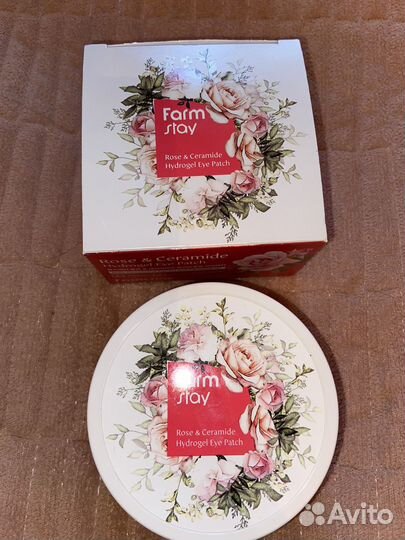 Farm
stay
Rose & Ceramide
Hydrogel Eye Patch
Rose & Ceramide
Hydrogel Eye Patch
Farm
stay
Rose & Ceramide
Hydrogel Eye Patch
Avito